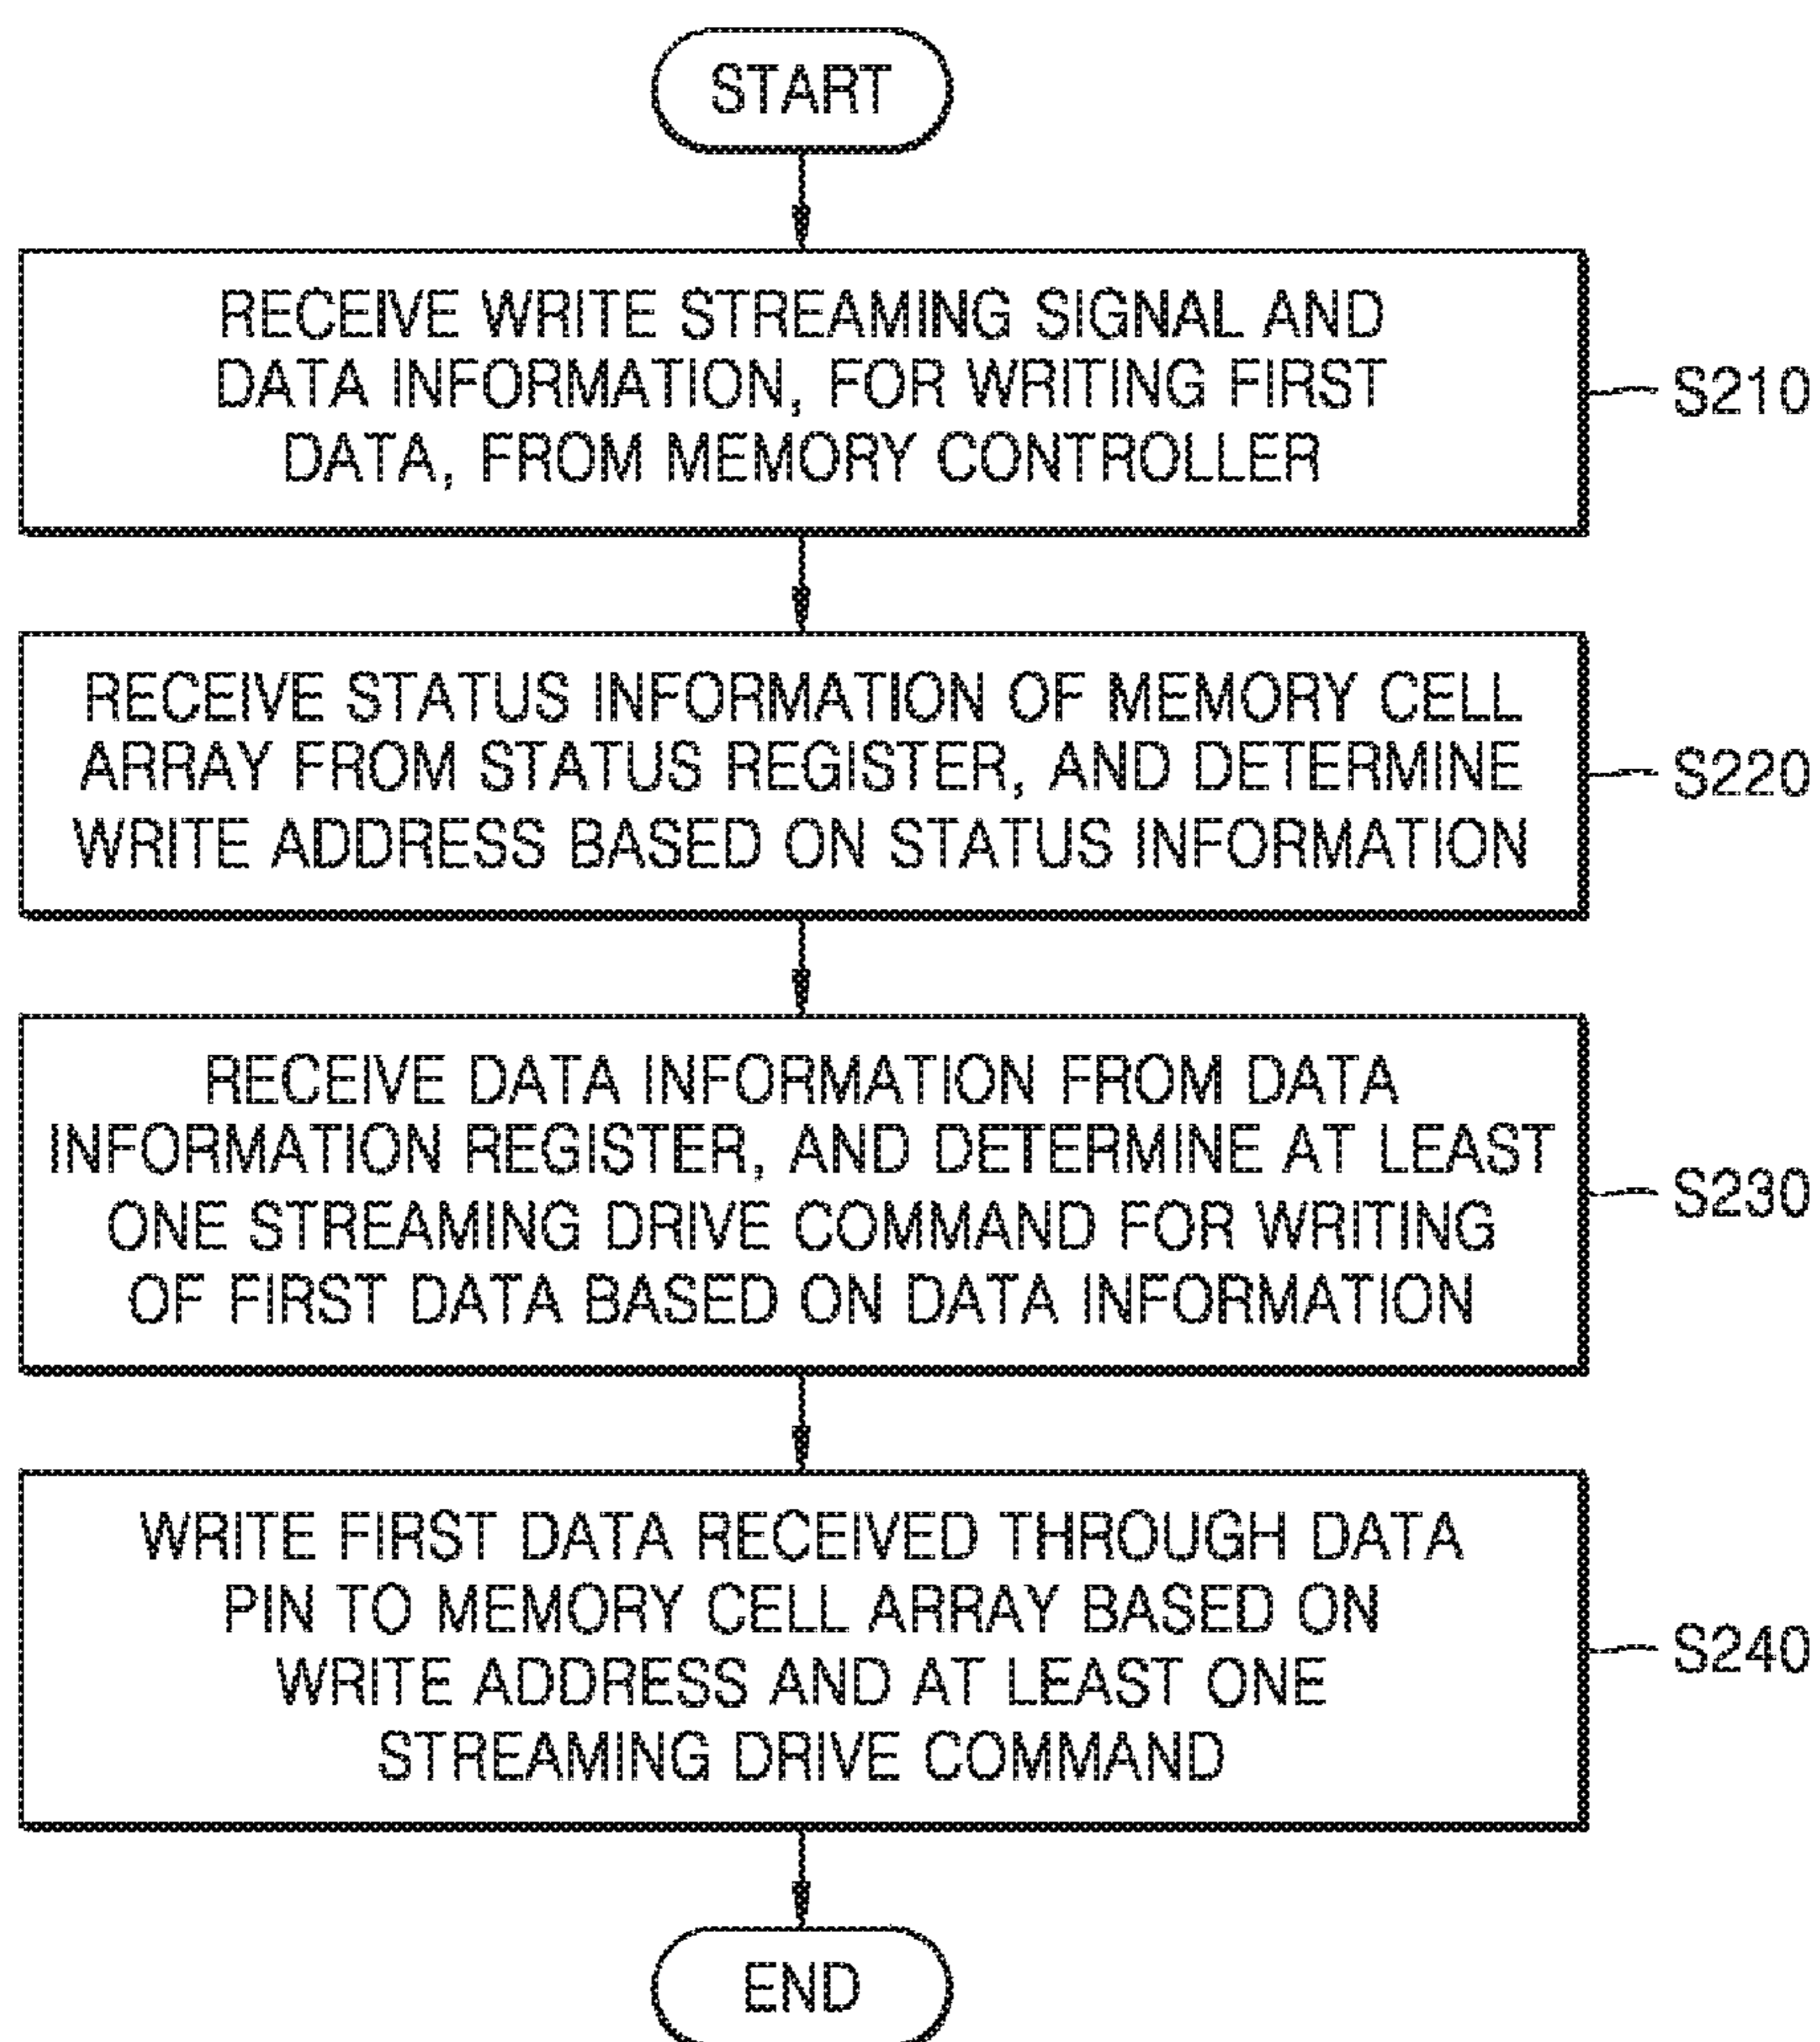 START
RECEIVE WRITE STREAMING SIGNAL AND
DATA INFORMATION, FOR WRITING FIRST
DATA, FROM MEMORY CONTROLLER
S210
RECEIVE STATUS INFORMATION OF MEMORY CELL
ARRAY FROM STATUS REGISTER, AND DETERMINE
WRITE ADDRESS BASED ON STATUS INFORMATION
S220
RECEIVE DATA INFORMATION FROM DATA
INFORMATION REGISTER, AND DETERMINE AT LEAST
ONE STREAMING DRIVE COMMAND FOR WRITING
OF FIRST DATA BASED ON DATA INFORMATION
S230
WRITE FIRST DATA RECEIVED THROUGH DATA
PIN TO MEMORY CELL ARRAY BASED ON
WRITE ADDRESS AND AT LEAST ONE
STREAMING DRIVE COMMAND
S240
END